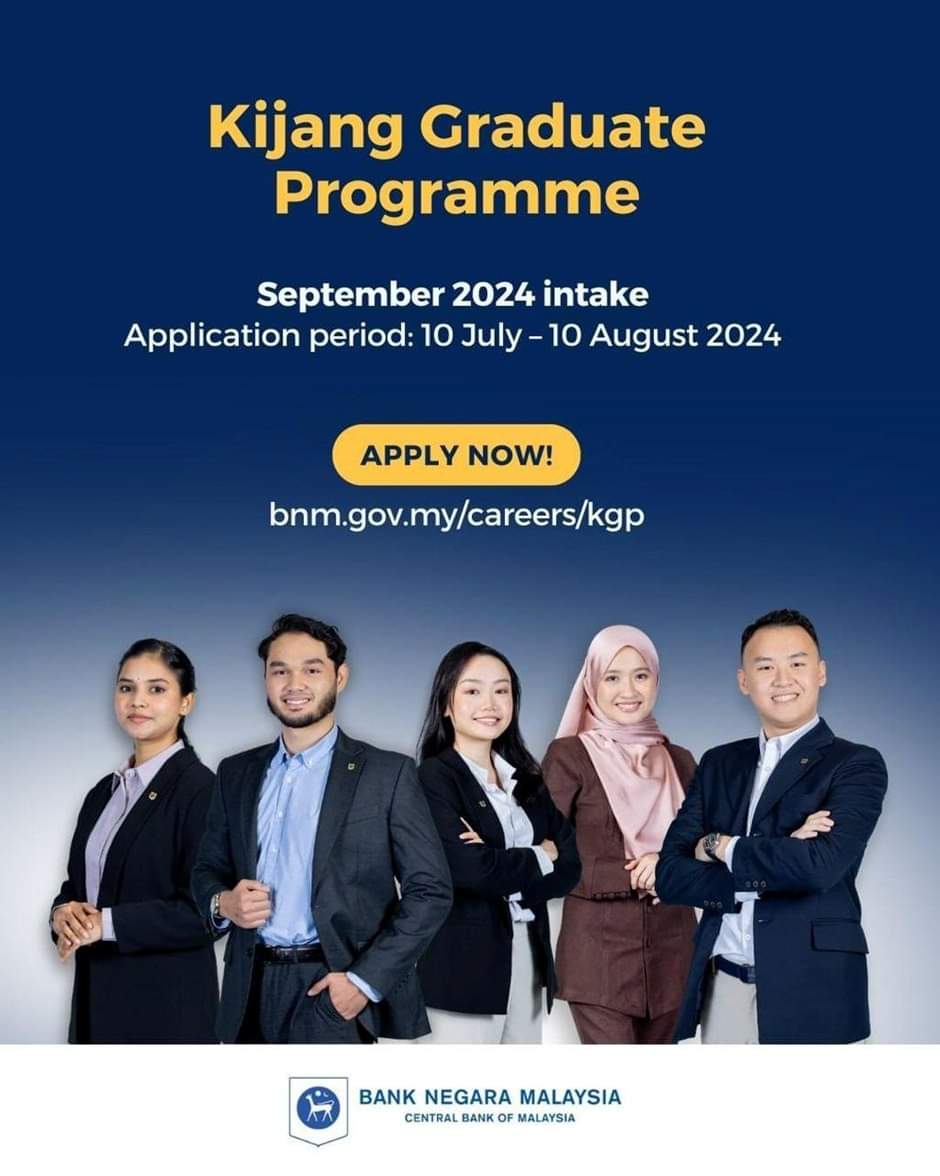 Kijang Graduate
Programme
September 2024 intake
Application period: 10 July – 10 August 2024
APPLY NOW!
bnm.gov.my/careers/kgp
BANK NEGARA MALAYSIA
CENTRAL BANK OF MALAYSIA